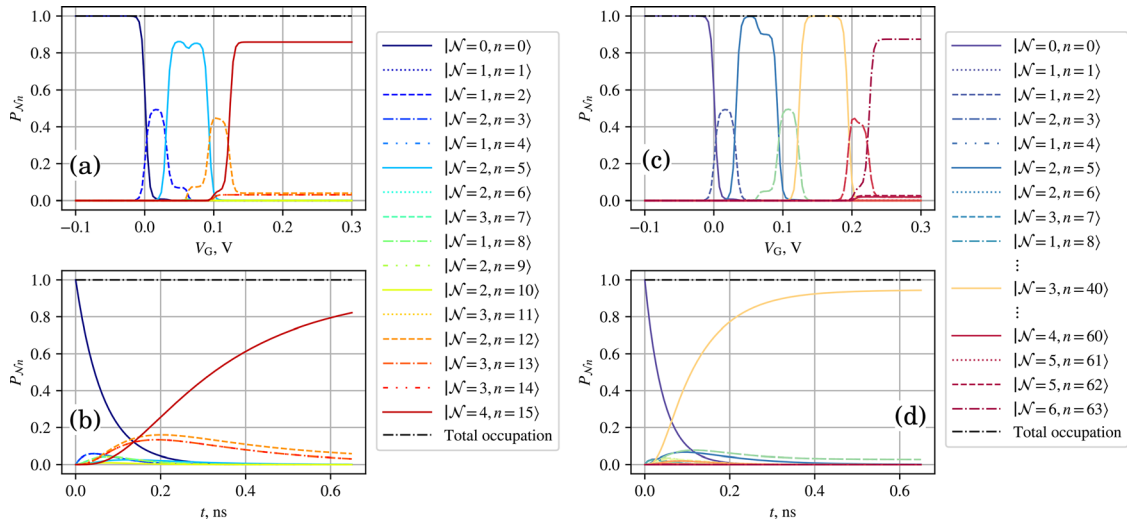 1.0
0.8
0.6
0.4
0.2
0.0
P𝒩n
(a)
−0.1 0.0 0.1 0.2 0.3
VG, V
1.0
0.8
0.6
0.4
0.2
0.0
P𝒩n
(b)
0.0 0.2 0.4 0.6
t, ns
|𝒩=0, n=0⟩
|𝒩=1, n=1⟩
|𝒩=1, n=2⟩
|𝒩=2, n=3⟩
|𝒩=1, n=4⟩
|𝒩=2, n=5⟩
|𝒩=2, n=6⟩
|𝒩=3, n=7⟩
|𝒩=1, n=8⟩
|𝒩=2, n=9⟩
|𝒩=2, n=10⟩
|𝒩=3, n=11⟩
|𝒩=2, n=12⟩
|𝒩=3, n=13⟩
|𝒩=3, n=14⟩
|𝒩=4, n=15⟩
Total occupation
1.0
0.8
0.6
0.4
0.2
0.0
P𝒩n
(c)
−0.1 0.0 0.1 0.2 0.3
VG, V
1.0
0.8
0.6
0.4
0.2
0.0
P𝒩n
(d)
0.0 0.2 0.4 0.6
t, ns
|𝒩=0, n=0⟩
|𝒩=1, n=1⟩
|𝒩=1, n=2⟩
|𝒩=2, n=3⟩
|𝒩=1, n=4⟩
|𝒩=2, n=5⟩
|𝒩=2, n=6⟩
|𝒩=3, n=7⟩
|𝒩=1, n=8⟩
⋮
|𝒩=3, n=40⟩
⋮
|𝒩=4, n=60⟩
|𝒩=5, n=61⟩
|𝒩=5, n=62⟩
|𝒩=6, n=63⟩
Total occupation